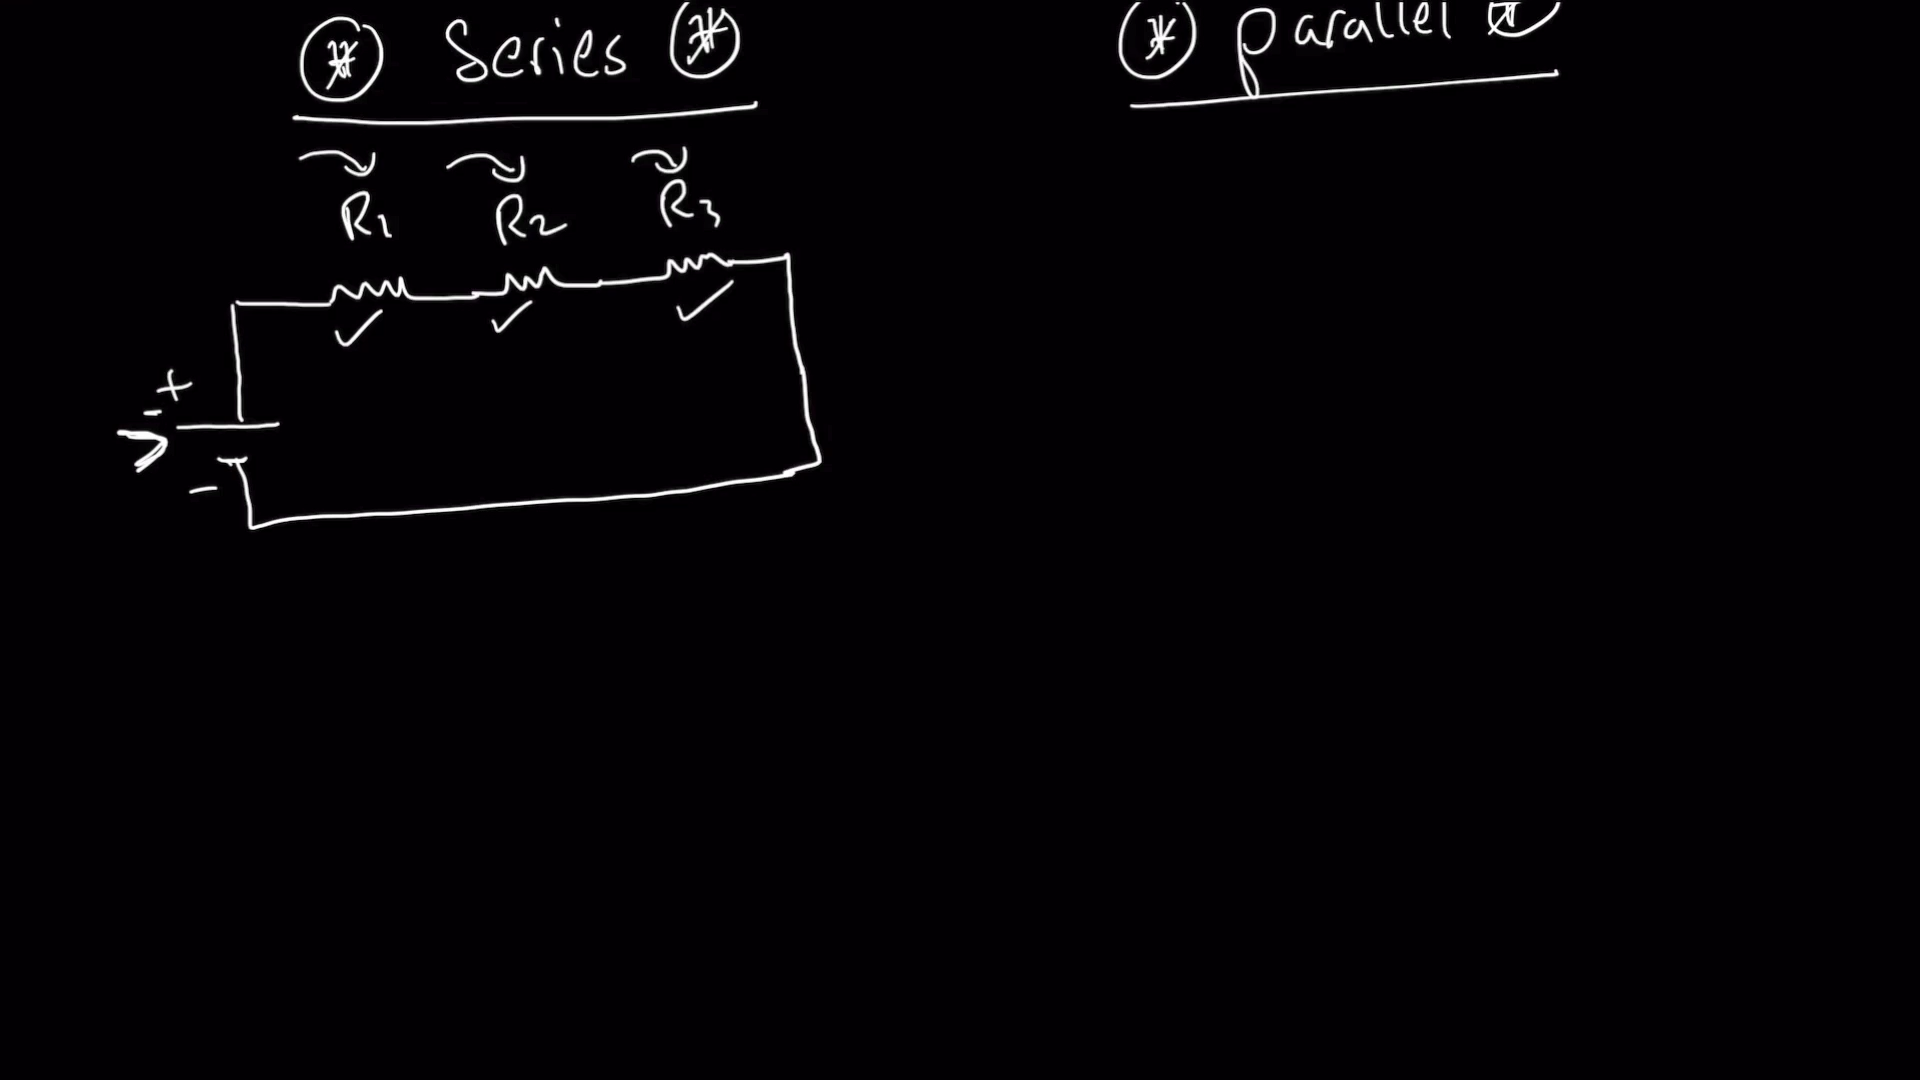 * Series *
* parallel *
R1 R2 R3
+
-